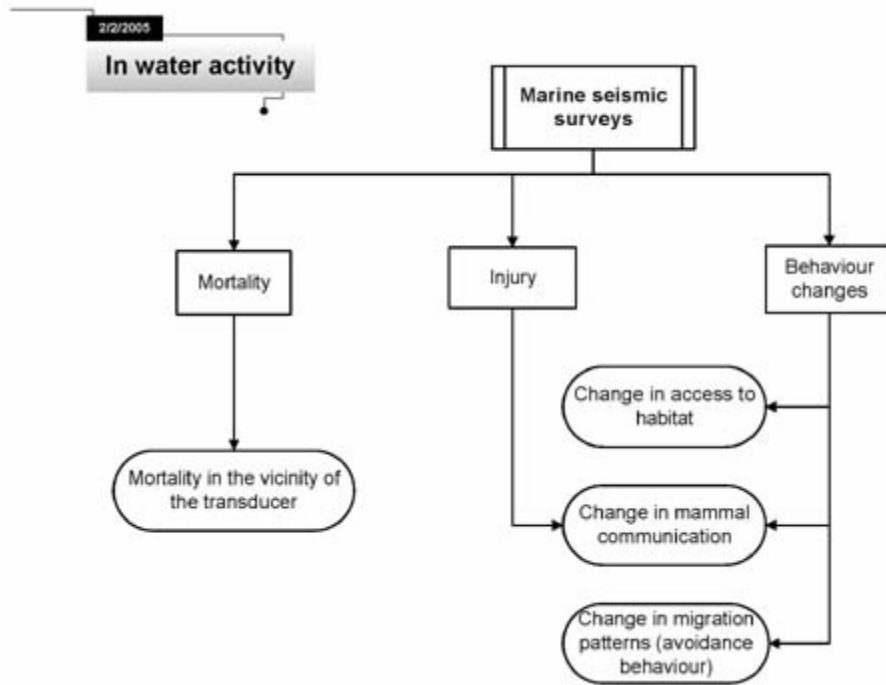 2/2/2005
In water activity
Marine seismic
surveys
Mortality
Injury
Behaviour
changes
Change in access to
habitat
Mortality in the vicinity of
the transducer
Change in mammal
communication
Change in migration
patterns (avoidance
behaviour)